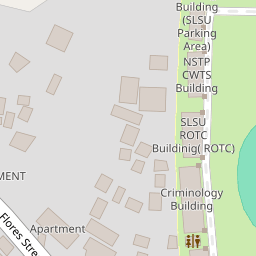 Building
(SLSU
Parking
Area)
NSTP
CWTS
Building
SLSU
ROTC
Buildinig( ROTC)
MENT
Criminology
Building
Flores Stre
Apartment